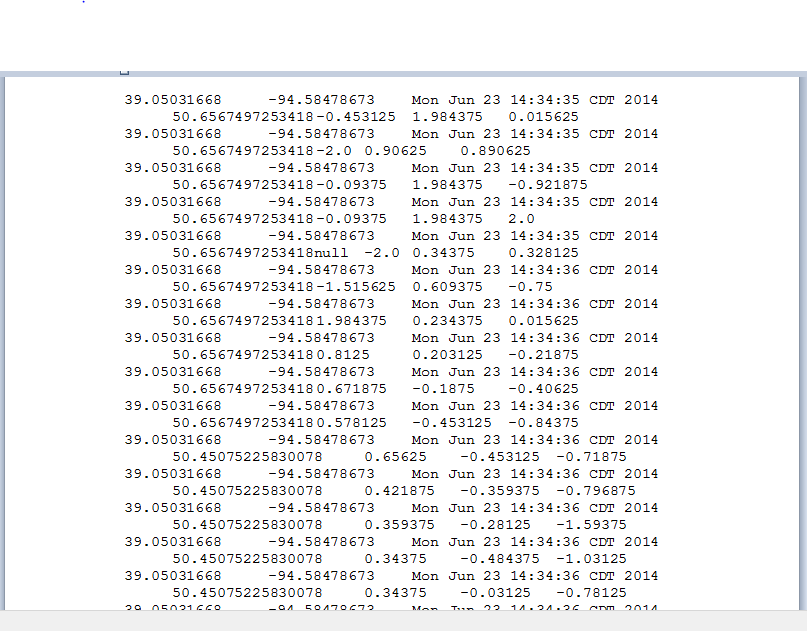 39.05031668 -94.58478673 Mon Jun 23 14:34:35 CDT 2014
50.6567497253418-0.453125 1.984375 0.015625
39.05031668 -94.58478673 Mon Jun 23 14:34:35 CDT 2014
50.6567497253418-2.0 0.90625 0.890625
39.05031668 -94.58478673 Mon Jun 23 14:34:35 CDT 2014
50.6567497253418-0.09375 1.984375 -0.921875
39.05031668 -94.58478673 Mon Jun 23 14:34:35 CDT 2014
50.6567497253418-0.09375 1.984375 2.0
39.05031668 -94.58478673 Mon Jun 23 14:34:35 CDT 2014
50.6567497253418null -2.0 0.34375 0.328125
39.05031668 -94.58478673 Mon Jun 23 14:34:36 CDT 2014
50.6567497253418-1.515625 0.609375 -0.75
39.05031668 -94.58478673 Mon Jun 23 14:34:36 CDT 2014
50.65674972534181.984375 0.234375 0.015625
39.05031668 -94.58478673 Mon Jun 23 14:34:36 CDT 2014
50.65674972534180.8125 0.203125 -0.21875
39.05031668 -94.58478673 Mon Jun 23 14:34:36 CDT 2014
50.65674972534180.671875 -0.1875 -0.40625
39.05031668 -94.58478673 Mon Jun 23 14:34:36 CDT 2014
50.65674972534180.578125 -0.453125 -0.84375
39.05031668 -94.58478673 Mon Jun 23 14:34:36 CDT 2014
50.45075225830078 0.65625 -0.453125 -0.71875
39.05031668 -94.58478673 Mon Jun 23 14:34:36 CDT 2014
50.45075225830078 0.421875 -0.359375 -0.796875
39.05031668 -94.58478673 Mon Jun 23 14:34:36 CDT 2014
50.45075225830078 0.359375 -0.28125 -1.59375
39.05031668 -94.58478673 Mon Jun 23 14:34:36 CDT 2014
50.45075225830078 0.34375 -0.484375 -1.03125
39.05031668 -94.58478673 Mon Jun 23 14:34:36 CDT 2014
50.45075225830078 0.34375 -0.03125 -0.78125
39.05031668 -94.58478673 Mon Jun 23 14:34:36 CDT 2014